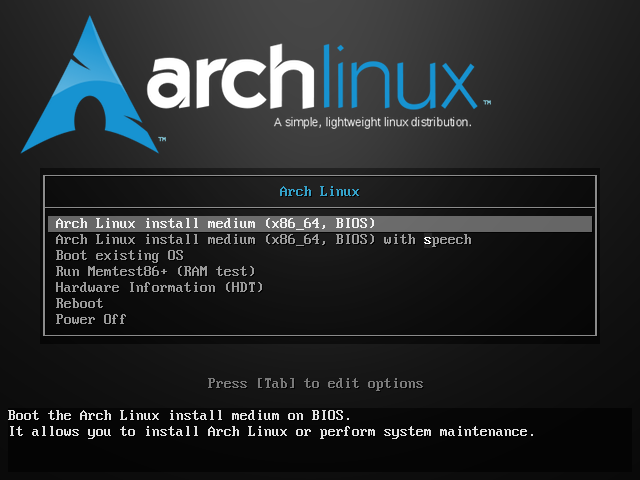 archlinux™
A simple, lightweight linux distribution.
™
Arch Linux
Arch Linux install medium (x86_64, BIOS)
Arch Linux install medium (x86_64, BIOS) with speech
Boot existing OS
Run Memtest86+ (RAM test)
Hardware Information (HDT)
Reboot
Power Off
Press [Tab] to edit options
Boot the Arch Linux install medium on BIOS.
It allows you to install Arch Linux or perform system maintenance.